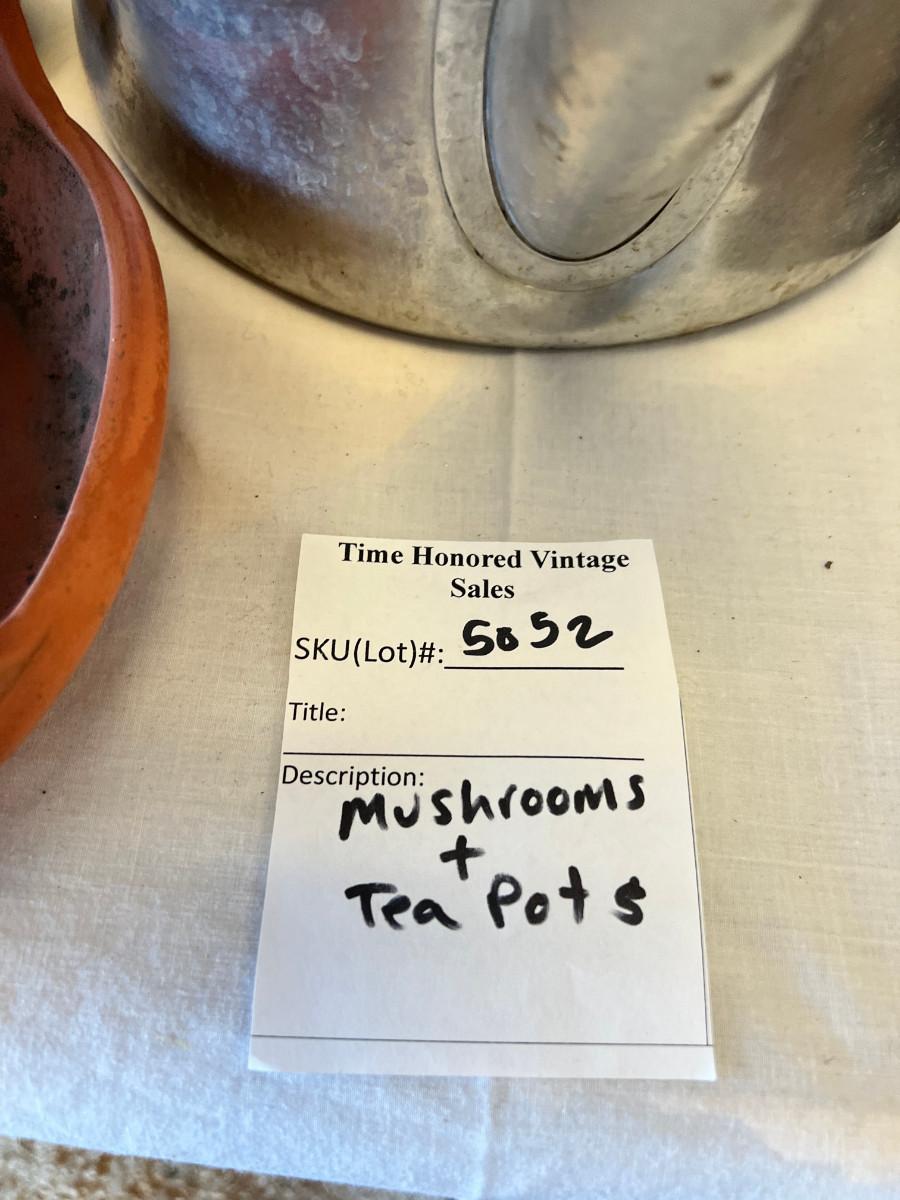 Time Honored Vintage
Sales
SKU(Lot)#: 5052
Title:
Description:
Mushrooms
+
Tea Pots